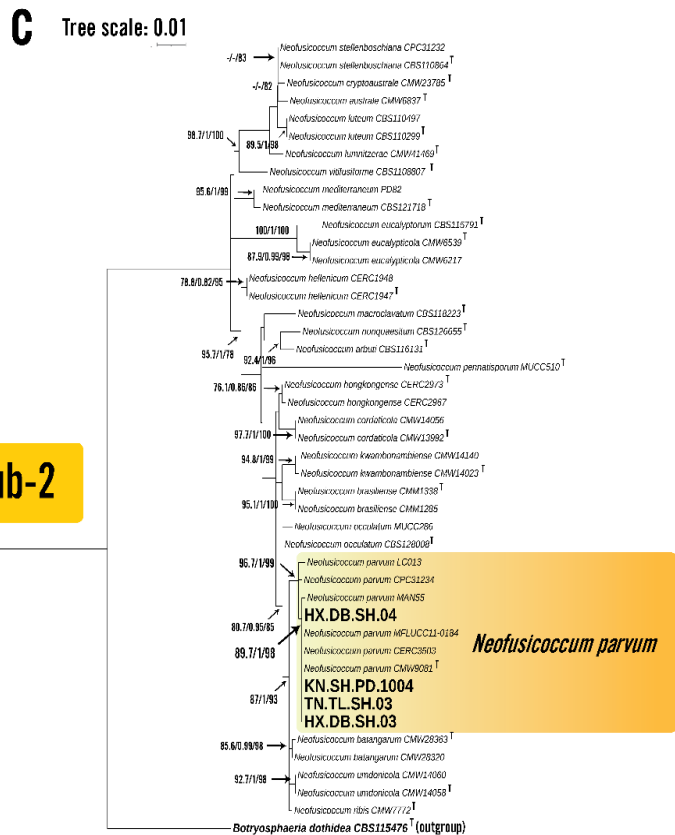 C Tree scale: 0.01
Neofusicoccum stellenboschiana CPC31232
-/-/83
Neofusicoccum stellenboschiana CBS110864 T
Neofusicoccum cryptoaustrale CMW23785 T
-/-/82
Neofusicoccum australe CMW6837 T
Neofusicoccum luteum CBS110497
98.7/1/100
Neofusicoccum luteum CBS110299 T
89.5/1/98
Neofusicoccum lumnitzerae CMW41469 T
Neofusicoccum vitifusiforme CBS1108807 T
95.6/1/99
Neofusicoccum mediterraneum PD82
Neofusicoccum mediterraneum CBS121718 T
Neofusicoccum eucalyptorum CBS115791 T
100/1/100
Neofusicoccum eucalypticola CMW6539 T
87.9/0.99/98
Neofusicoccum eucalypticola CMW6217
78.8/0.82/95
Neofusicoccum hellenicum CERC1948
Neofusicoccum hellenicum CERC1947 T
Neofusicoccum macroclavatum CBS118223 T
Neofusicoccum nonquaesitum CBS126655 T
Neofusicoccum arbuti CBS116131 T
95.7/1/78
92.4/1/96
Neofusicoccum pennatisporum MUCC510 T
76.1/0.86/86
Neofusicoccum hongkongense CERC2973 T
Neofusicoccum hongkongense CERC2967
Neofusicoccum cordaticola CMW14056
97.7/1/100
Neofusicoccum cordaticola CMW13992 T
Neofusicoccum kwambonambiense CMW14140
94.8/1/99
Neofusicoccum kwambonambiense CMW14023 T
ub-2
Neofusicoccum brasiliense CMM1338 T
95.1/1/100
Neofusicoccum brasiliense CMM1285
Neofusicoccum occulatum MUCC286
Neofusicoccum occulatum CBS128008 T
96.7/1/99
Neofusicoccum parvum LC013
Neofusicoccum parvum CPC31234
Neofusicoccum parvum MAN55
HX.DB.SH.04
80.7/0.95/85
Neofusicoccum parvum MFLUCC11-0184
Neofusicoccum parvum
89.7/1/98
Neofusicoccum parvum CERC3503
Neofusicoccum parvum CMW9081 T
KN.SH.PD.1004
87/1/93
TN.TL.SH.03
HX.DB.SH.03
Neofusicoccum batangarum CMW28363 T
85.6/0.99/98
Neofusicoccum batangarum CMW28320
Neofusicoccum umdonicola CMW14060
92.7/1/98
Neofusicoccum umdonicola CMW14058 T
Neofusicoccum ribis CMW7772 T
Botryosphaeria dothidea CBS115476 T (outgroup)